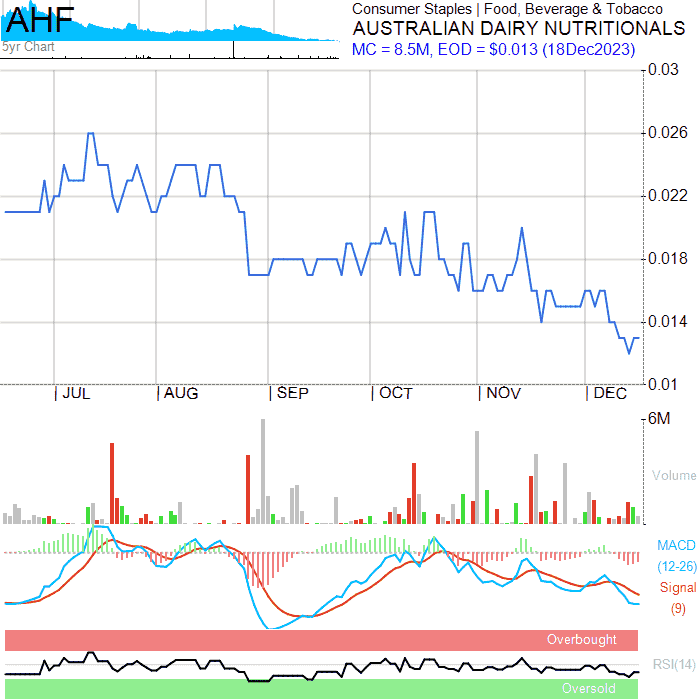 AHF
5yr Chart
Consumer Staples | Food, Beverage & Tobacco
AUSTRALIAN DAIRY NUTRITIONALS
MC = 8.5M, EOD = $0.013 (18Dec2023)
0.03
0.026
0.022
0.018
0.014
0.01
| JUL | AUG | SEP | OCT | NOV | DEC
6M
Volume
MACD
(12-26)
Signal
(9)
Overbought
RSI(14)
Oversold